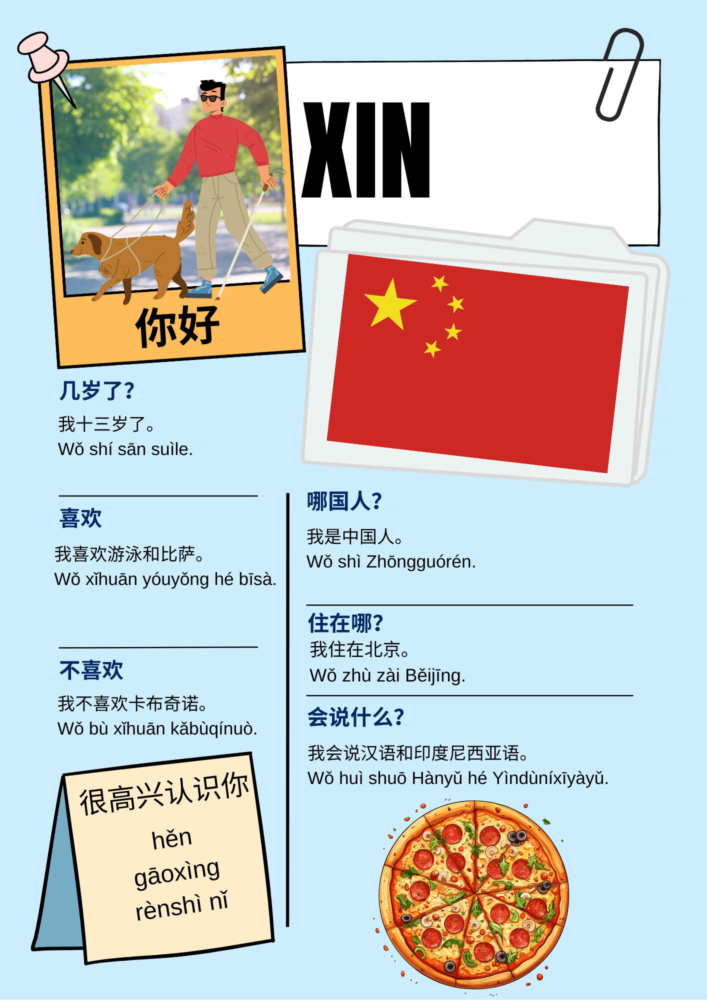 XIN
你好
几岁了?
我十三岁了。
Wǒ shí sān suìle.
喜欢
我喜欢游泳和比萨。
Wǒ xǐhuān yóuyǒng hé bīsà.
不喜欢
我不喜欢卡布奇诺。
Wǒ bù xǐhuān kǎbùqínuò.
很高兴认识你
hěn
gāoxìng
rènshì nǐ
哪国人?
我是中国人。
Wǒ shì Zhōngguórén.
住在哪?
我住在北京。
Wǒ zhù zài Běijīng.
会说什么?
我会说汉语和印度尼西亚语。
Wǒ huì shuō Hànyǔ hé Yìndùníxīyàyǔ.